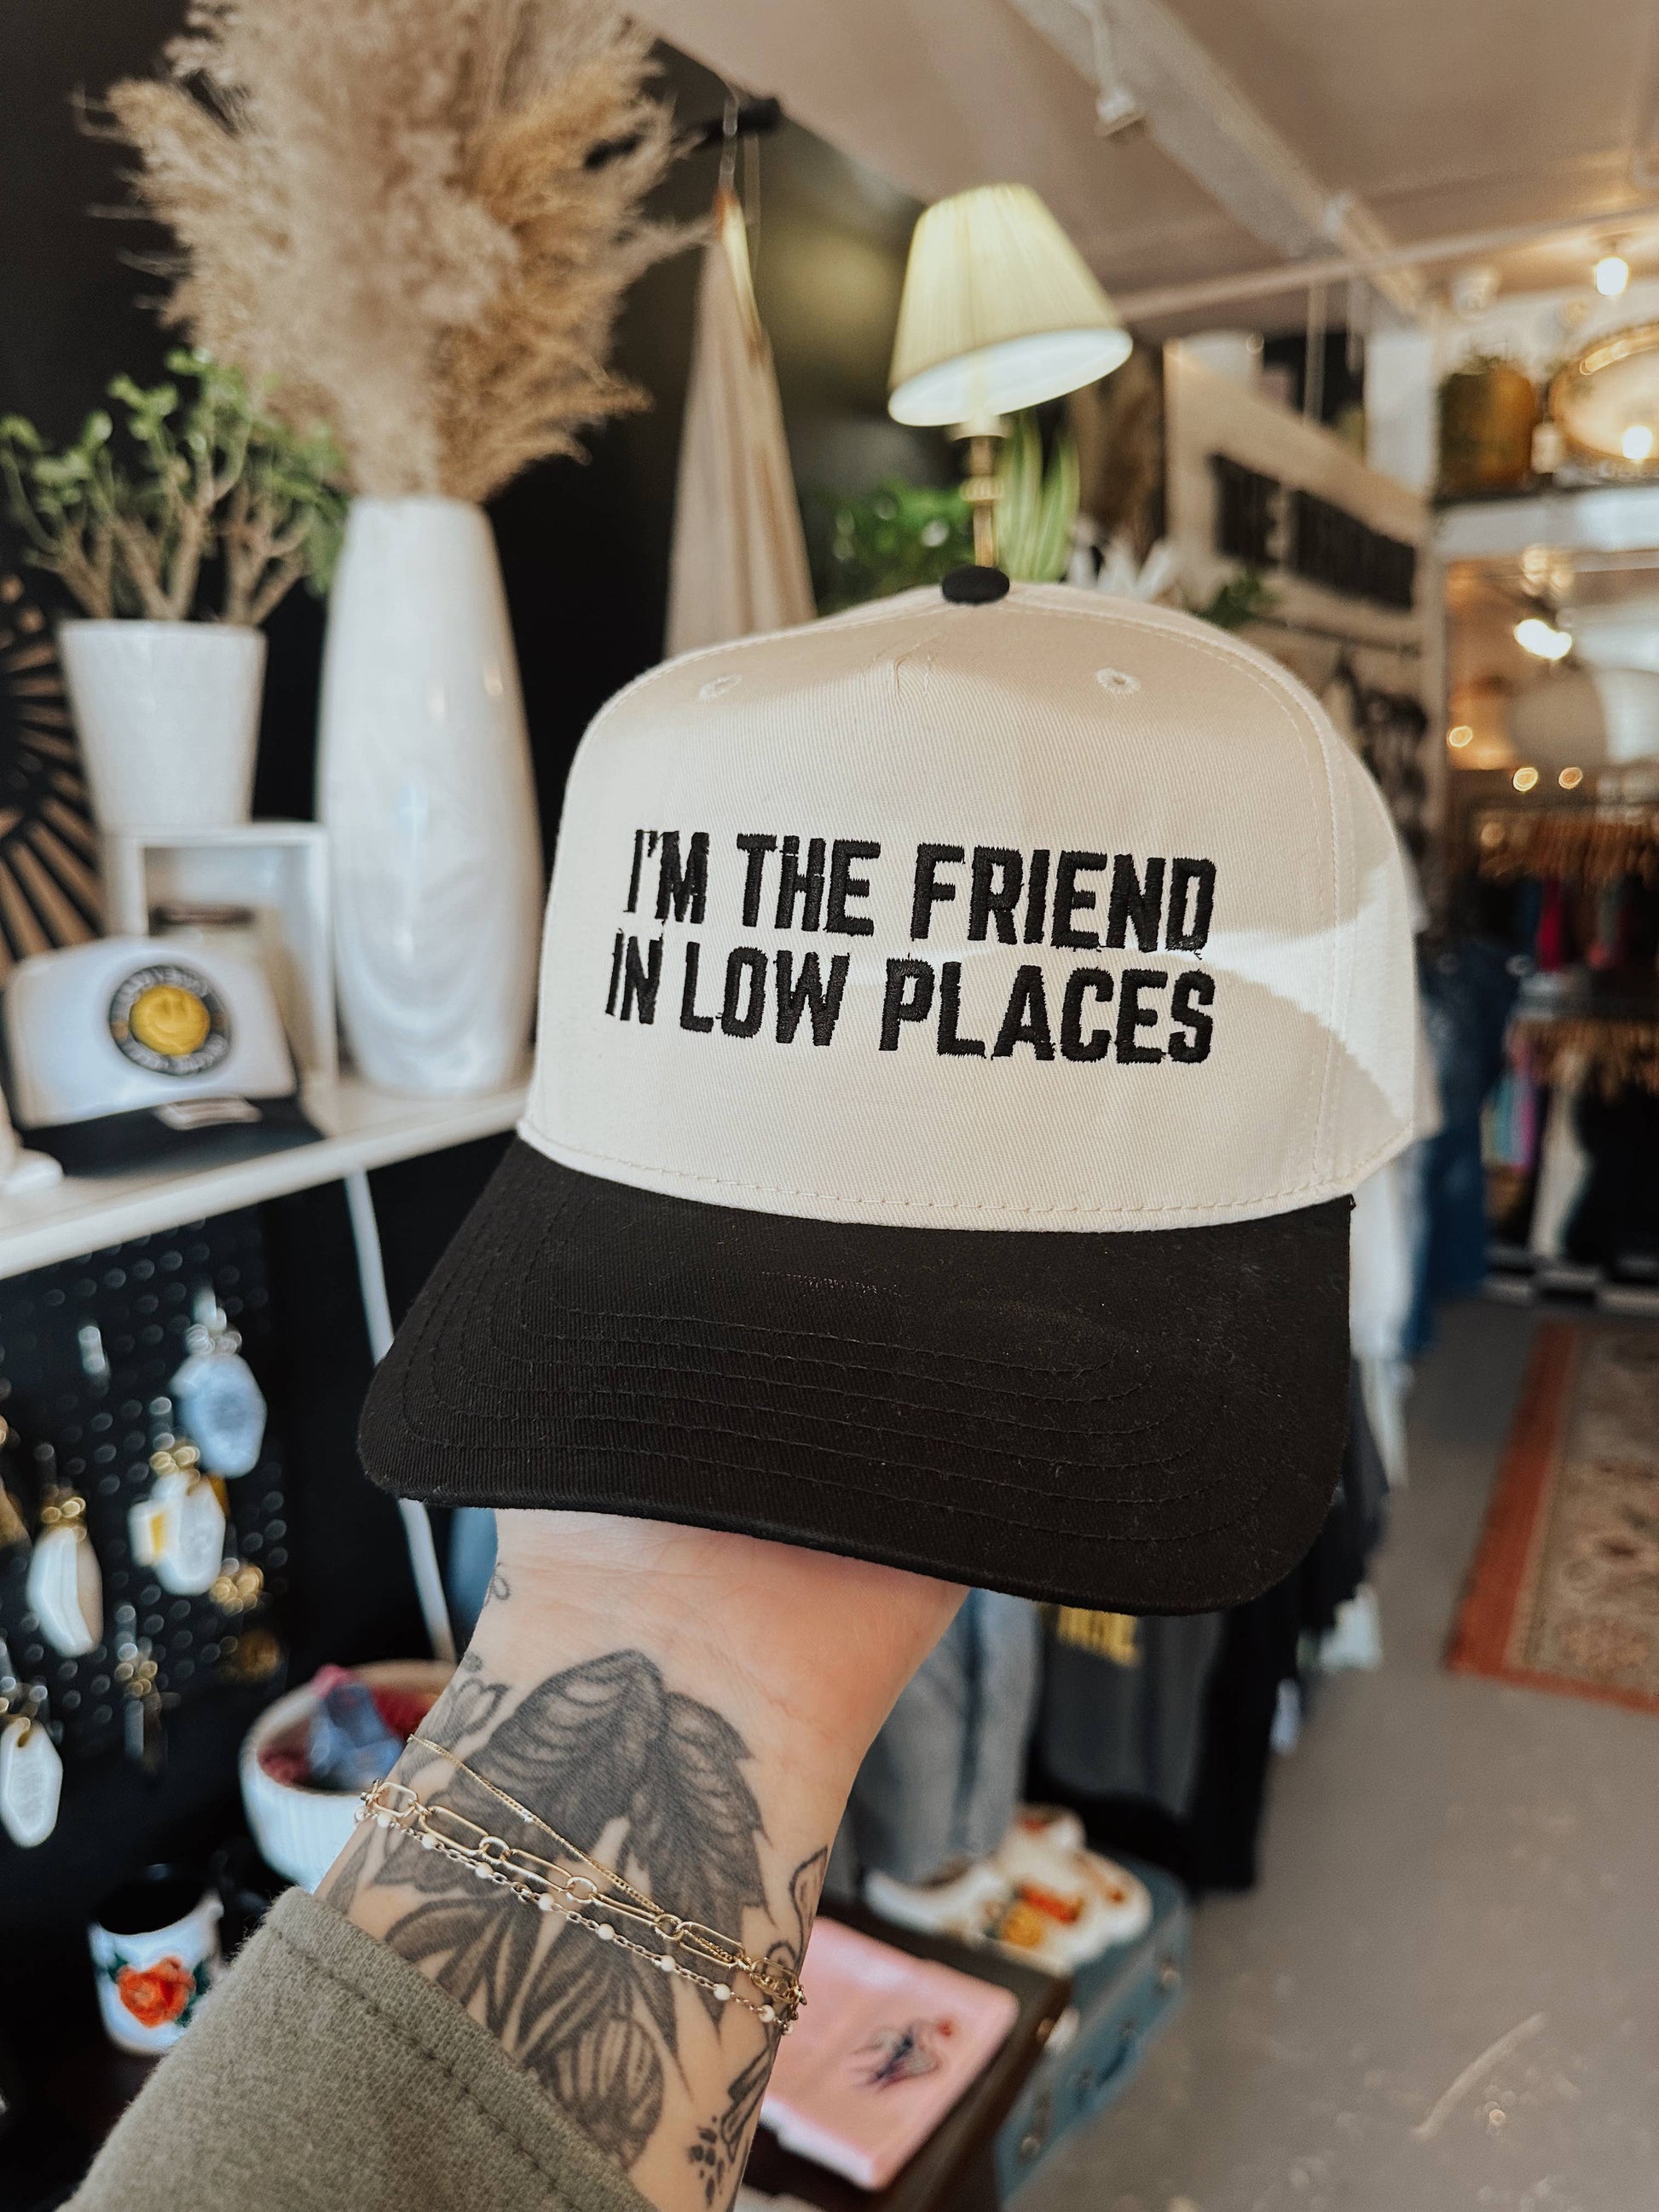 I'M THE FRIEND
IN LOW PLACES